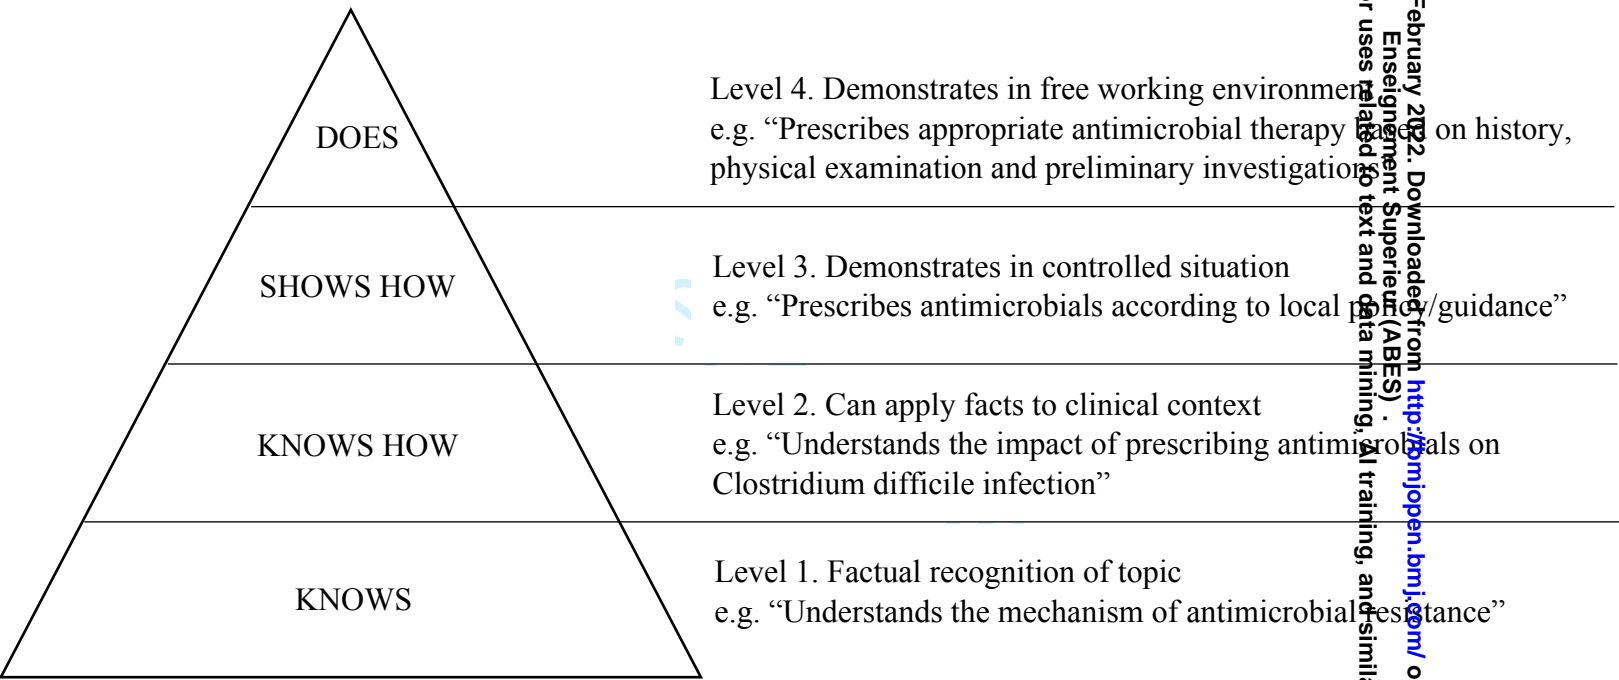 DOES
Level 4. Demonstrates in free working environment
e.g. “Prescribes appropriate antimicrobial therapy based on history,
physical examination and preliminary investigations”
SHOWS HOW
Level 3. Demonstrates in controlled situation
e.g. “Prescribes antimicrobials according to local policy/guidance”
KNOWS HOW
Level 2. Can apply facts to clinical context
e.g. “Understands the impact of prescribing antimicrobials on
Clostridium difficile infection”
KNOWS
Level 1. Factual recognition of topic
e.g. “Understands the mechanism of antimicrobial resistance”
February 2022. Downloaded from http://bmjopen.bmj.com/ o
Enseignement Superieur (ABES) .
r uses related to text and data mining, AI training, and simila